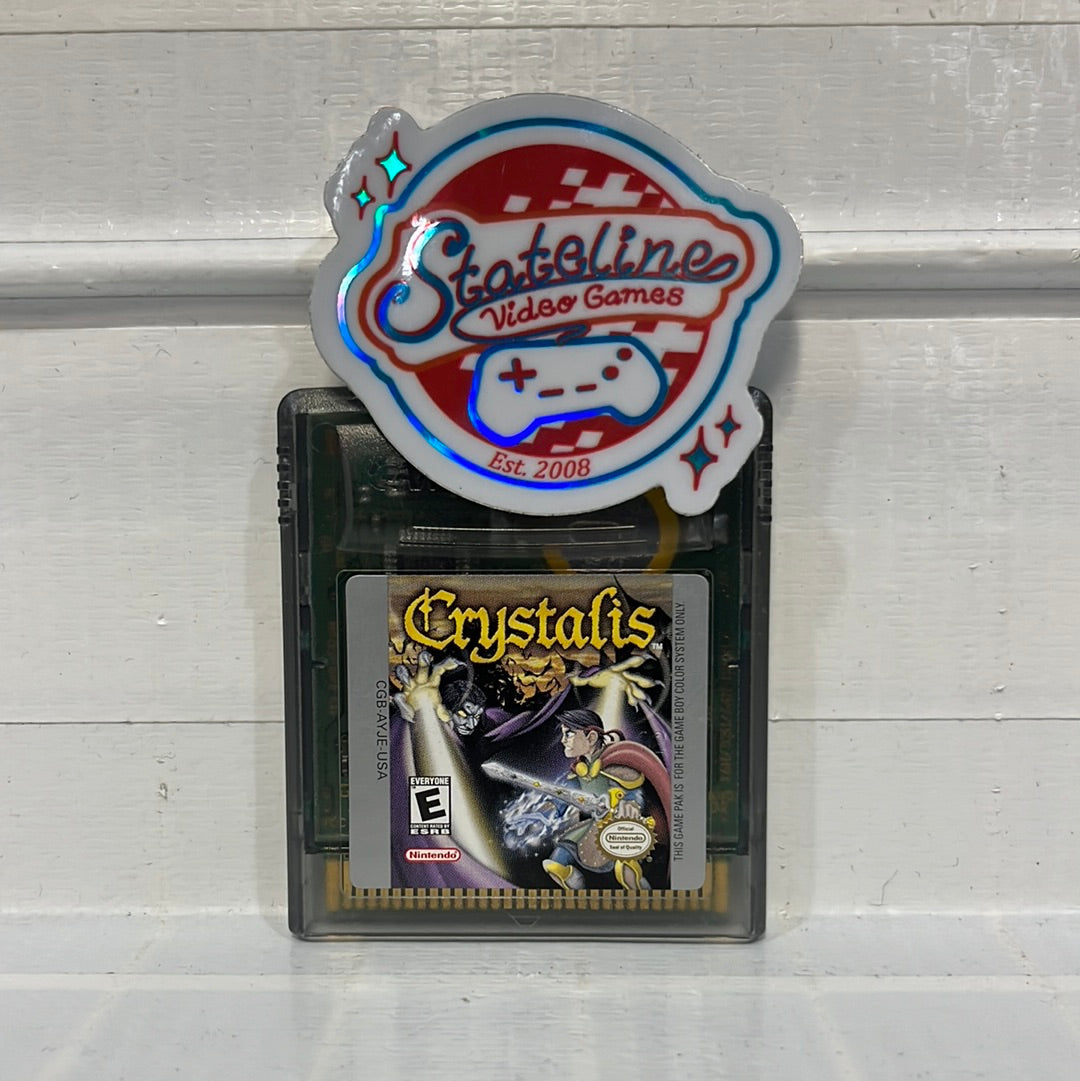 Stateline
Video Games
Est. 2008
Crystalis
TM
CGB-AYJE-USA
THIS GAME PAK IS FOR THE GAME BOY COLOR SYSTEM ONLY
EVERYONE
E
CONTENT RATED BY
ESRB
Nintendo
Official
Nintendo
Seal of Quality